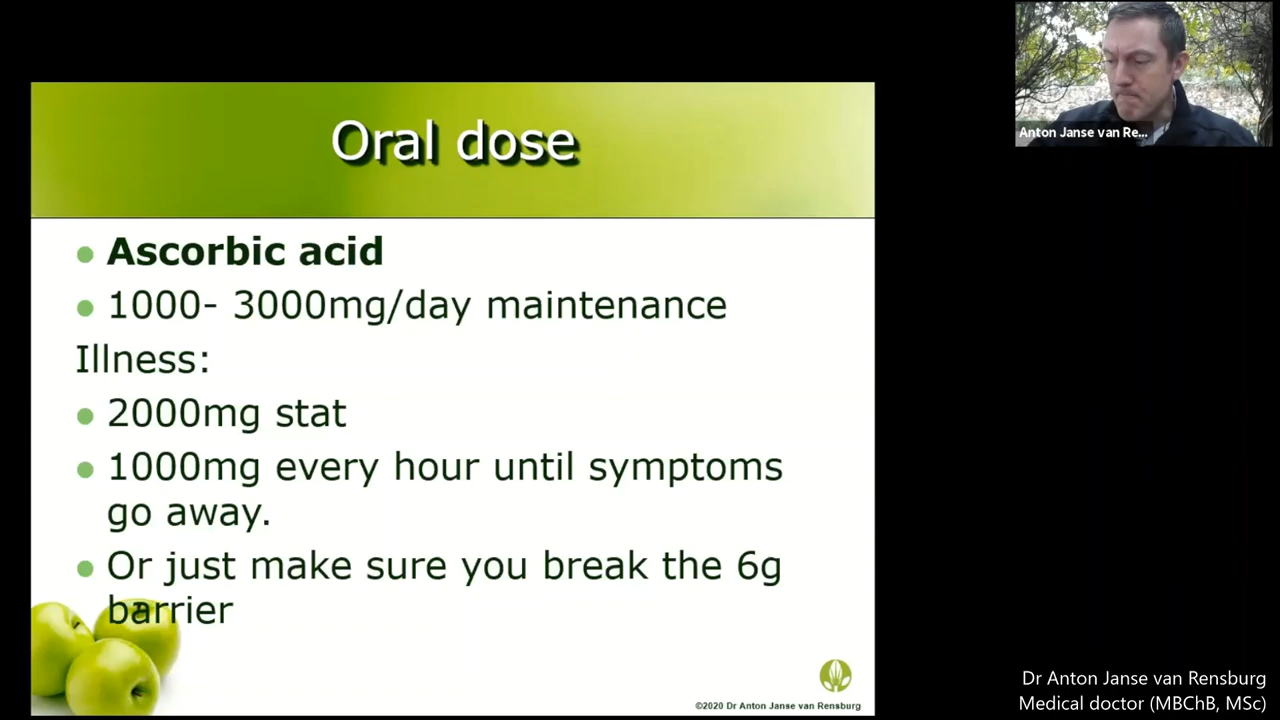 Oral dose
Ascorbic acid
1000- 3000mg/day maintenance
Illness:
2000mg stat
1000mg every hour until symptoms
go away.
Or just make sure you break the 6g
barrier
©2020 Dr Anton Janse van Rensburg
Anton Janse van Re...
Dr Anton Janse van Rensburg
Medical doctor (MBChB, MSc)